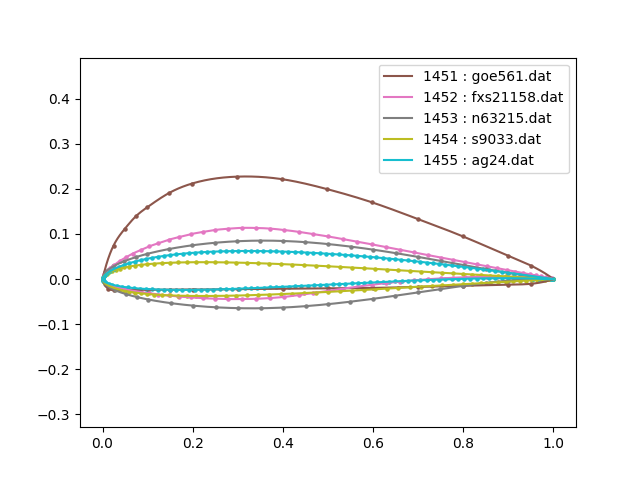 1451 : goe561.dat
1452 : fxs21158.dat
1453 : n63215.dat
1454 : s9033.dat
1455 : ag24.dat
0.4
0.3
0.2
0.1
0.0
−0.1
−0.2
−0.3
0.0 0.2 0.4 0.6 0.8 1.0